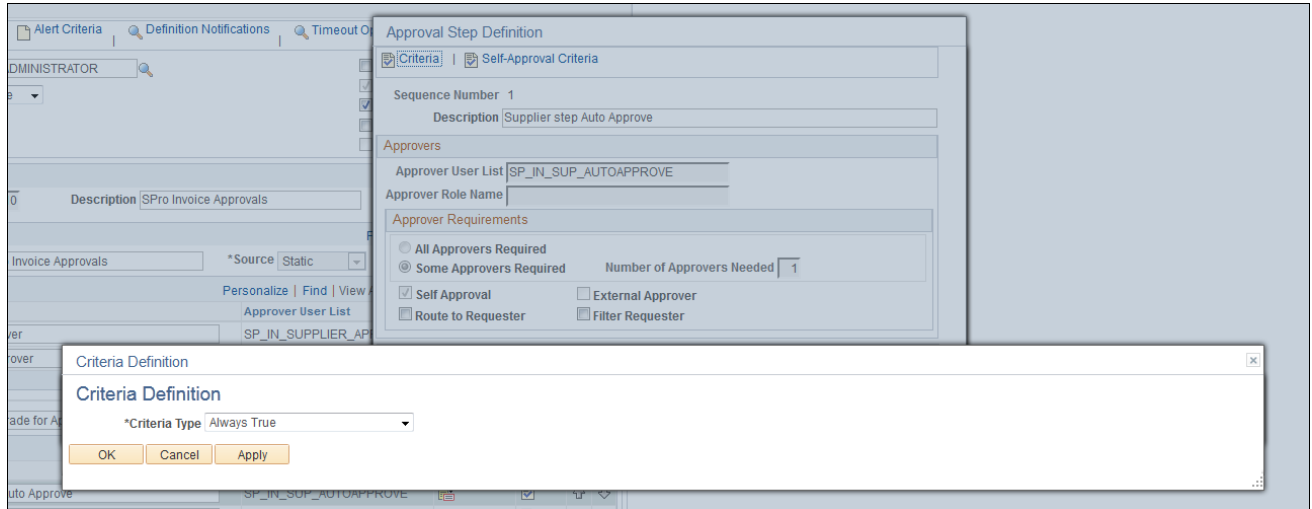 Alert Criteria | Definition Notifications | Timeout O
Approval Step Definition
Criteria | Self-Approval Criteria
DMINISTRATOR
Sequence Number 1
Description Supplier step Auto Approve
Approvers
Approver User List SP_IN_SUP_AUTOAPPROVE
Approver Role Name
0 Description SPro Invoice Approvals
Approver Requirements
All Approvers Required
Some Approvers Required Number of Approvers Needed 1
Invoice Approvals *Source Static
Self Approval External Approver
Route to Requester Filter Requester
Personalize | Find | View A
Approver User List
ver SP_IN_SUPPLIER_AP
rover
Criteria Definition
Criteria Definition
*Criteria Type Always True
rade for Ap
OK Cancel Apply
uto Approve SP_IN_SUP_AUTOAPPROVE